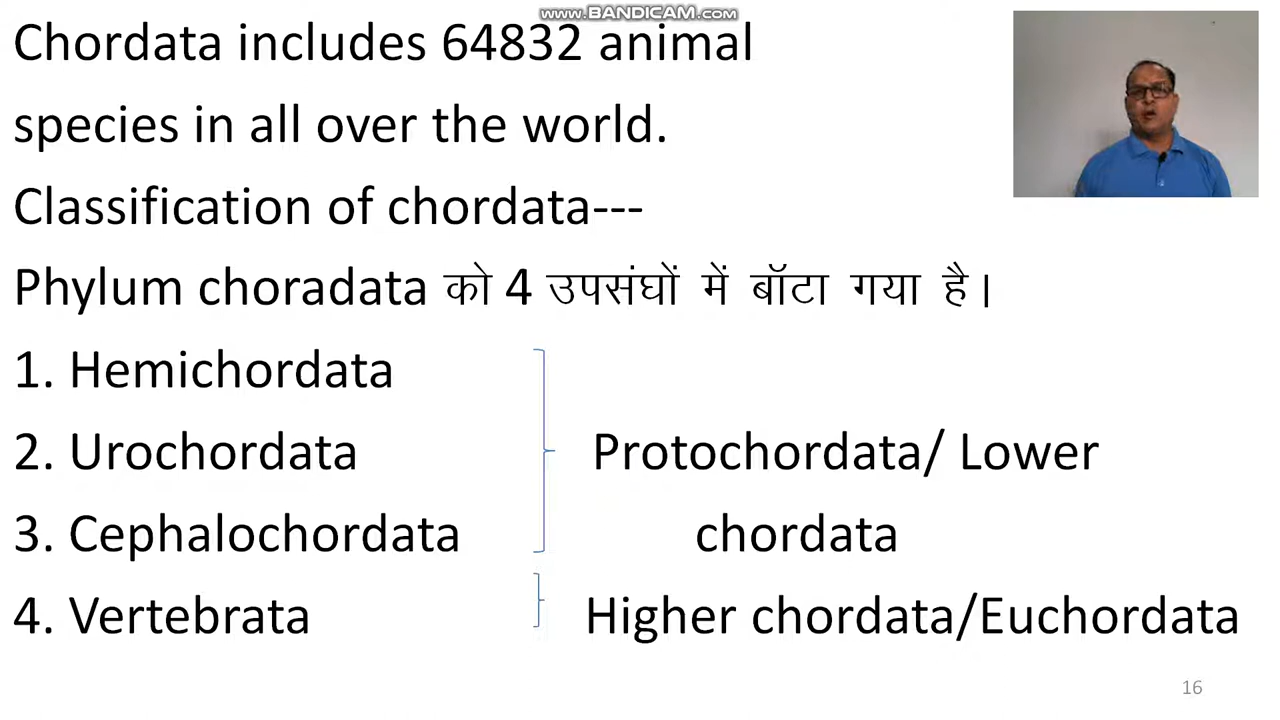 www.BANDICAM.com
Chordata includes 64832 animal
species in all over the world.
Classification of chordata---
Phylum choradata को 4 उपसंघों में बॉटा गया है।
1. Hemichordata
2. Urochordata Protochordata/ Lower
3. Cephalochordata chordata
4. Vertebrata Higher chordata/Euchordata
16